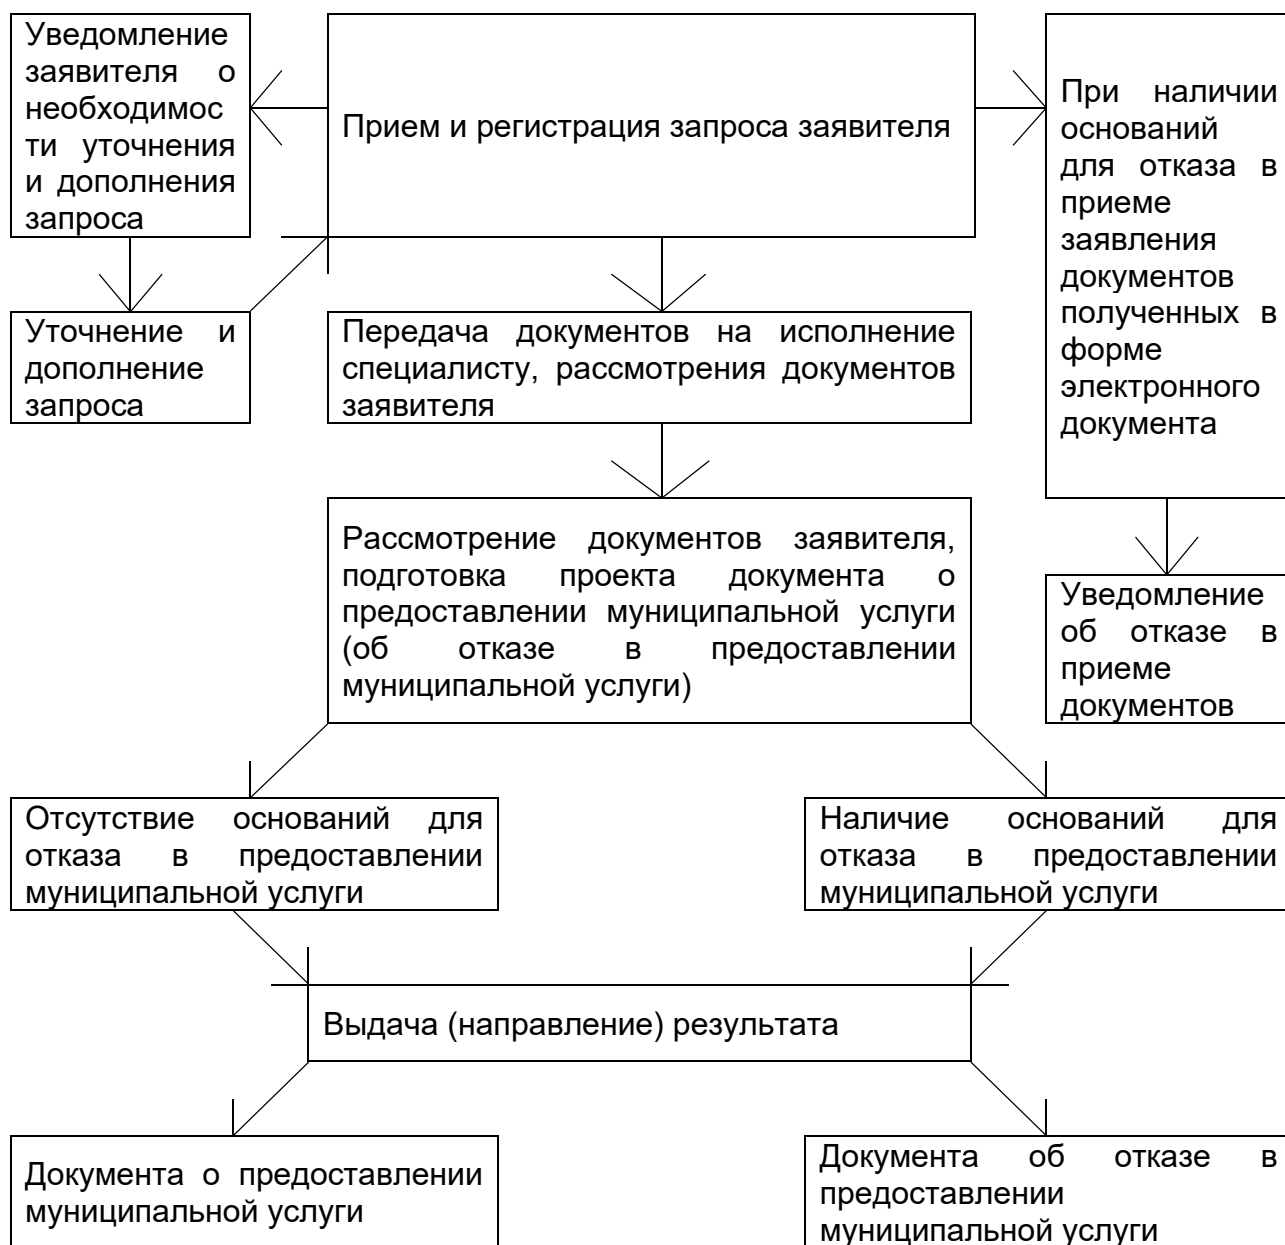 Уведомление
заявителя о
необходимос
ти уточнения
и дополнения
запроса
Прием и регистрация запроса заявителя
При наличии
оснований
для отказа в
приеме
заявления
документов
полученных в
форме
электронного
документа
Уточнение и
дополнение
запроса
Передача документов на исполнение
специалисту, рассмотрения документов
заявителя
Рассмотрение документов заявителя,
подготовка проекта документа о
предоставлении муниципальной услуги
(об отказе в предоставлении
муниципальной услуги)
Уведомление
об отказе в
приеме
документов
Отсутствие оснований для
отказа в предоставлении
муниципальной услуги
Наличие оснований для
отказа в предоставлении
муниципальной услуги
Выдача (направление) результата
Документа о предоставлении
муниципальной услуги
Документа об отказе в
предоставлении
муниципальной услуги